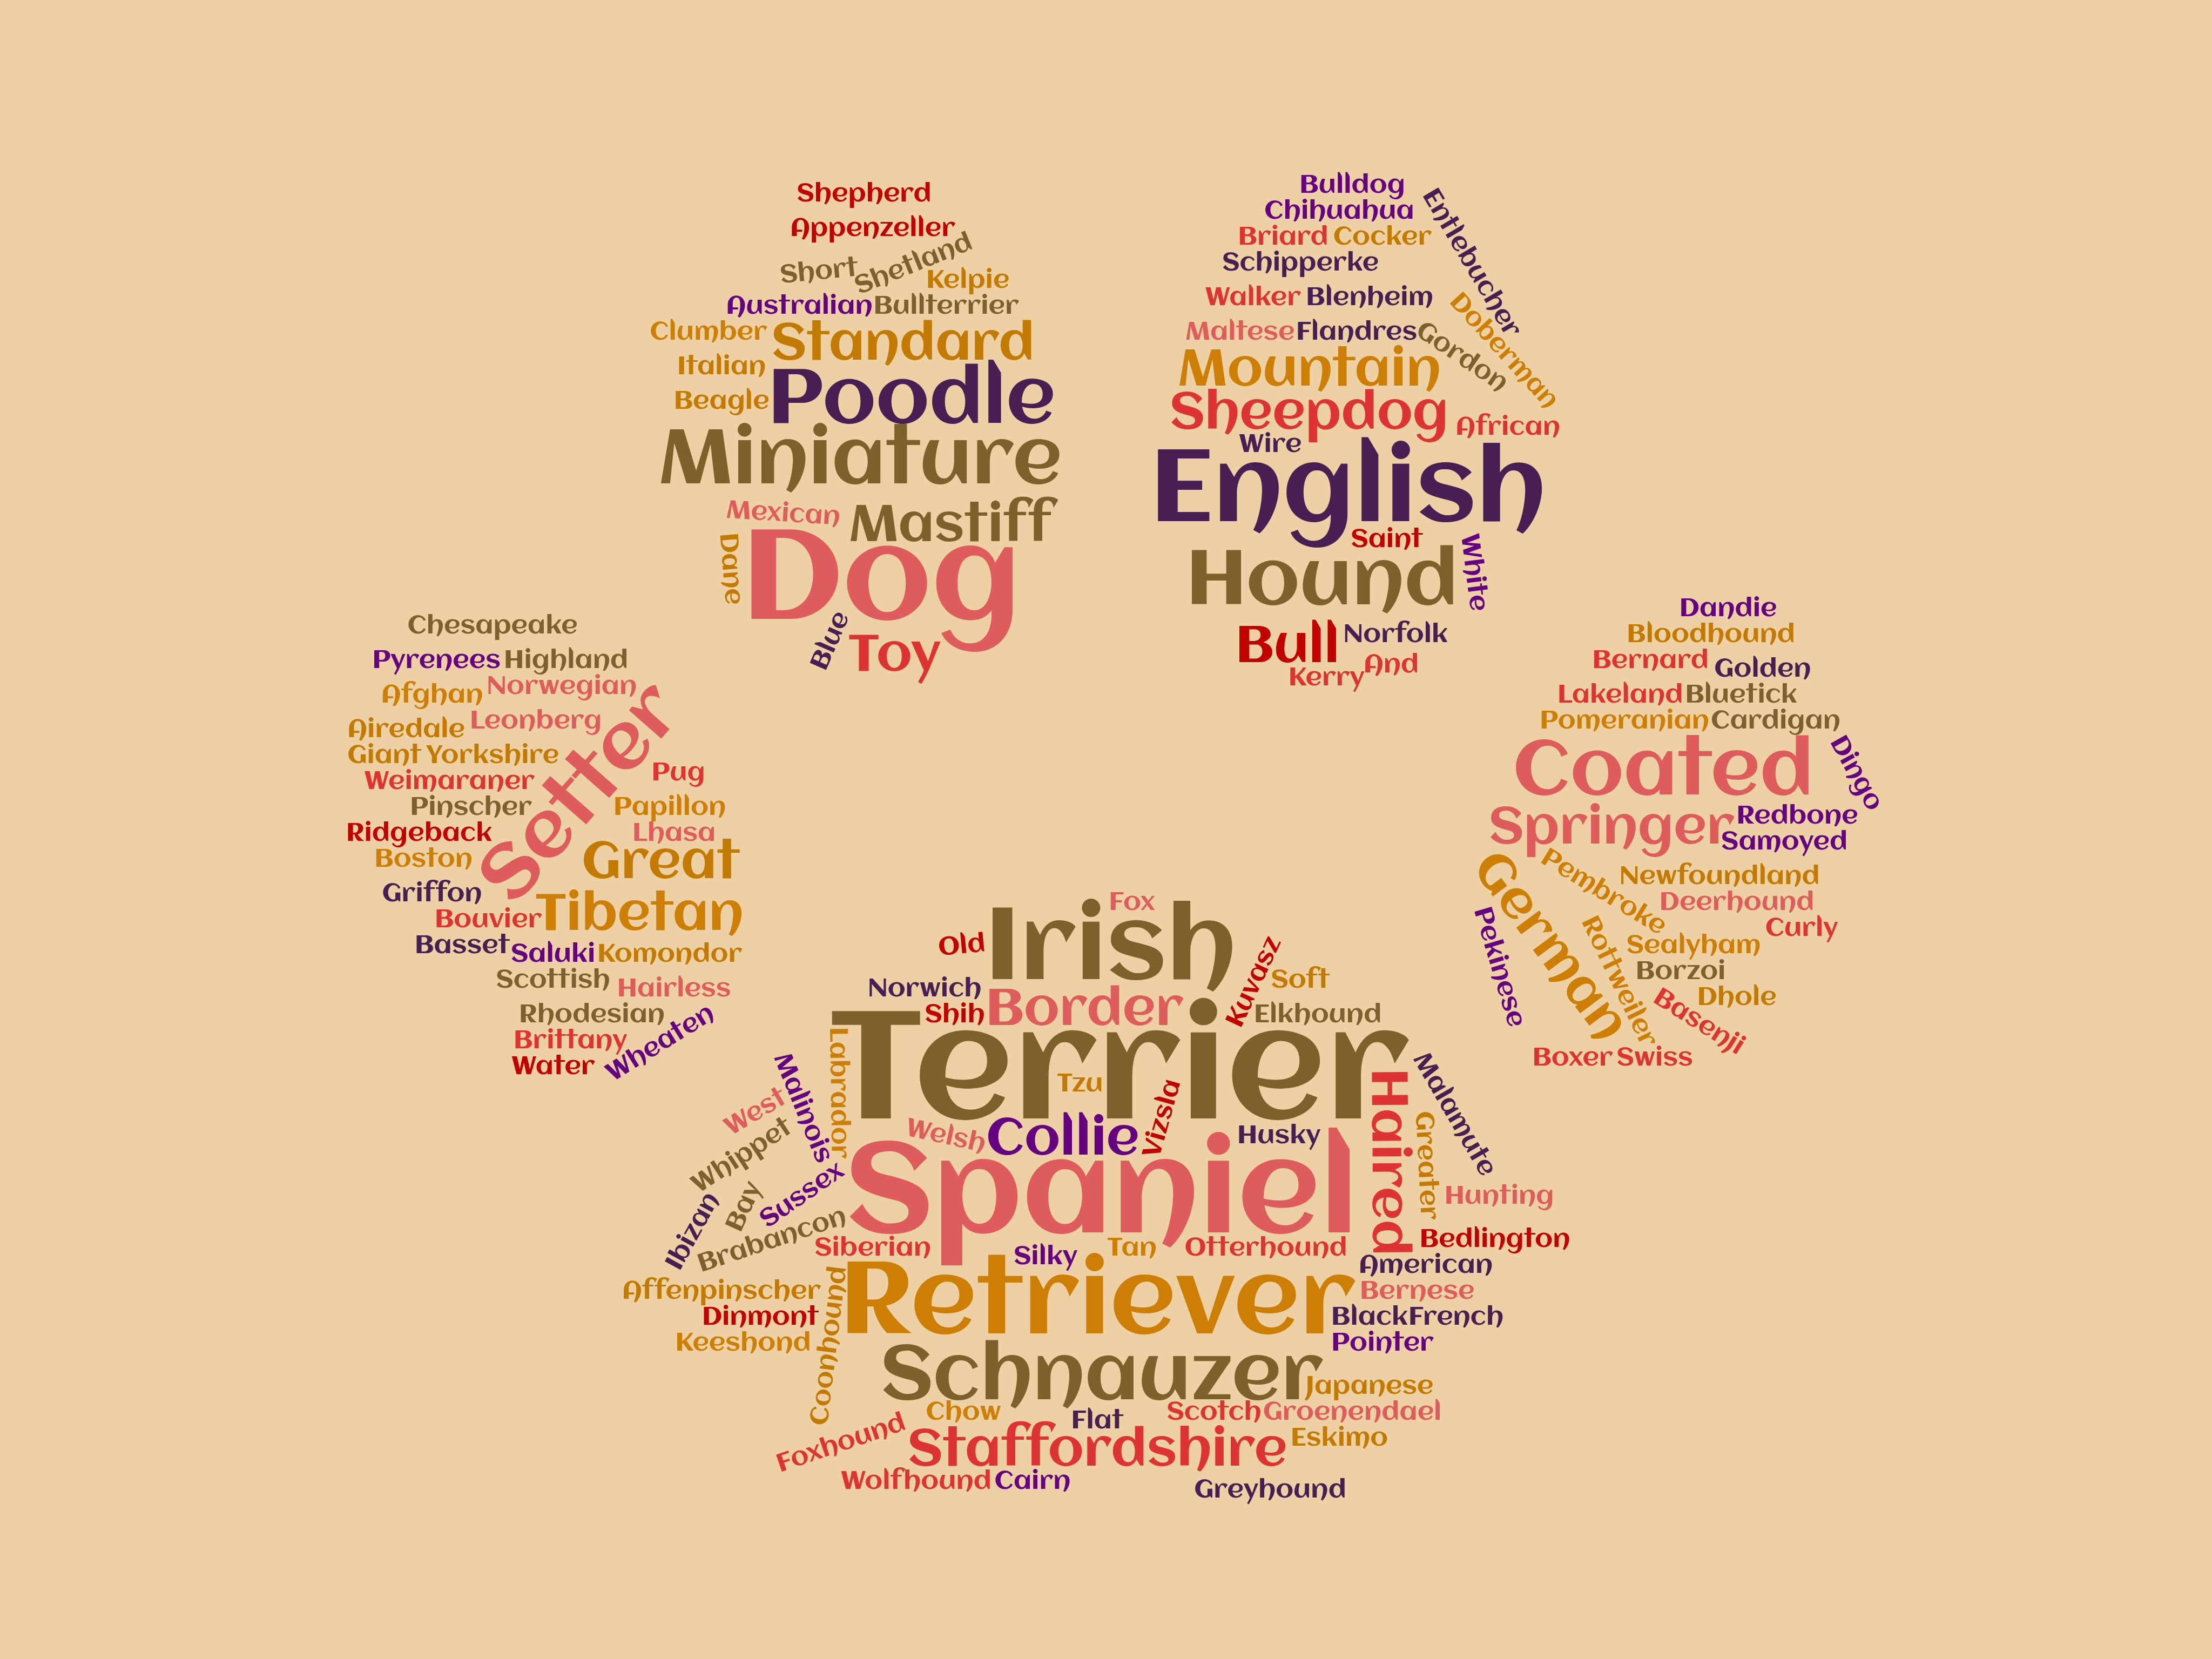 Shepherd
Appenzeller
Short Shetland
Kelpie
Australian Bullterrier
Clumber Standard
Italian
Beagle Poodle
Miniature
Mexican Mastiff
Dane Dog
Blue Toy
Bulldog
Chihuahua Entlebucher
Briard Cocker
Schipperke
Walker Blenheim Doberman
Maltese Flandres Gordon
Mountain
Sheepdog African
Wire
English
Saint White
Hound
Bull Norfolk
Kerry And
Chesapeake
Pyrenees Highland
Afghan Norwegian
Airedale Leonberg
Giant Yorkshire Setter
Weimaraner Pug
Pinscher Papillon
Ridgeback Lhasa
Boston Great
Griffon
Bouvier Tibetan
Basset Saluki Komondor
Scottish Hairless
Rhodesian
Brittany Wheaten
Water
Dandie
Bloodhound
Bernard Golden
Lakeland Bluetick
Pomeranian Cardigan
Coated Dingo
Springer Redbone
Samoyed
German Pembroke Newfoundland
Deerhound
Pekinese Rottweiler Curly
Sealyham
Borzoi
Basenji Dhole
Boxer Swiss
Fox
Old Irish Kuvasz
Norwich Soft
Shih Border Elkhound
Labrador Terrier
Malinois Tzu Malamute
West Welsh Collie Vizsla Husky Haired Greater
Whippet
Ibizan Bay Sussex Spaniel Hunting
Brabancon
Siberian Silky Tan Otterhound Bedlington
American
Affenpinscher Coonhound Retriever Bernese
Dinmont Black French
Keeshond Pointer
Schnauzer Japanese
Chow Flat Scotch Groenendael
Foxhound Staffordshire Eskimo
Wolfhound Cairn
Greyhound